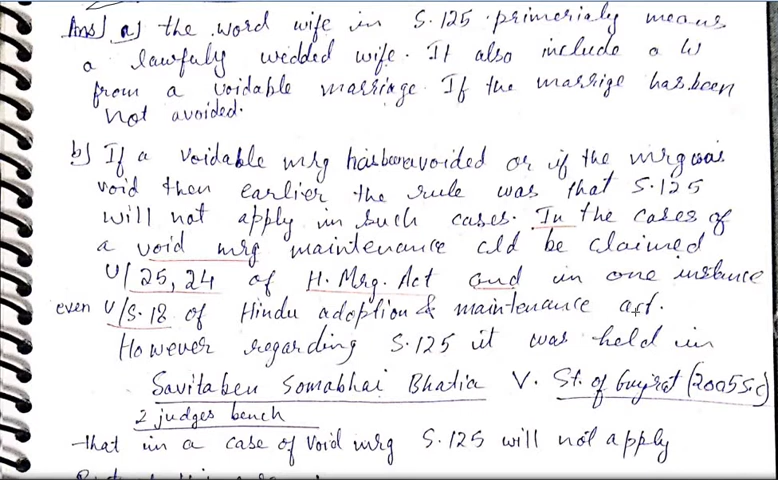 Ans) a) the word wife in S.125 primerialy means
a lawfuly wedded wife. It also include a W
from a voidable marriage. If the marrige has been
not avoided.
b) If a voidable mrg has been avoided or if the mrg was
void then earlier the rule was that S.125
will not apply in such cases. In the cases of
a void mrg maintenance cld be claimed
U/25, 24 of H. Mrg. Act and in one instance
even U/S.18 of Hindu adoption & maintenance act.
However regarding S.125 it was held in
Savitaben Somabhai Bhatia V. St. of Gujrat (2005 S.C)
2 judges bench
that in a case of void mrg S.125 will not apply